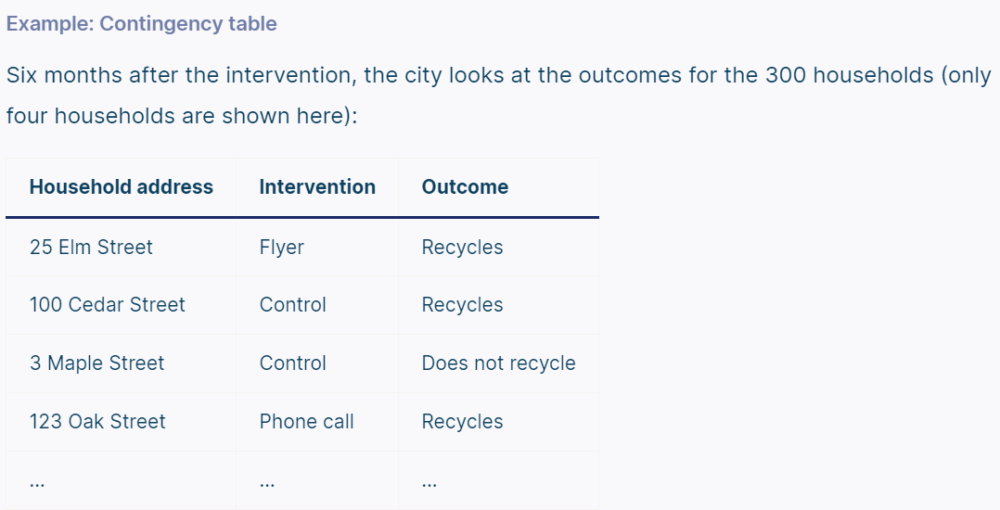 Example: Contingency table
Six months after the intervention, the city looks at the outcomes for the 300 households (only
four households are shown here):
Household address Intervention Outcome
25 Elm Street Flyer Recycles
100 Cedar Street Control Recycles
3 Maple Street Control Does not recycle
123 Oak Street Phone call Recycles
... ... ...